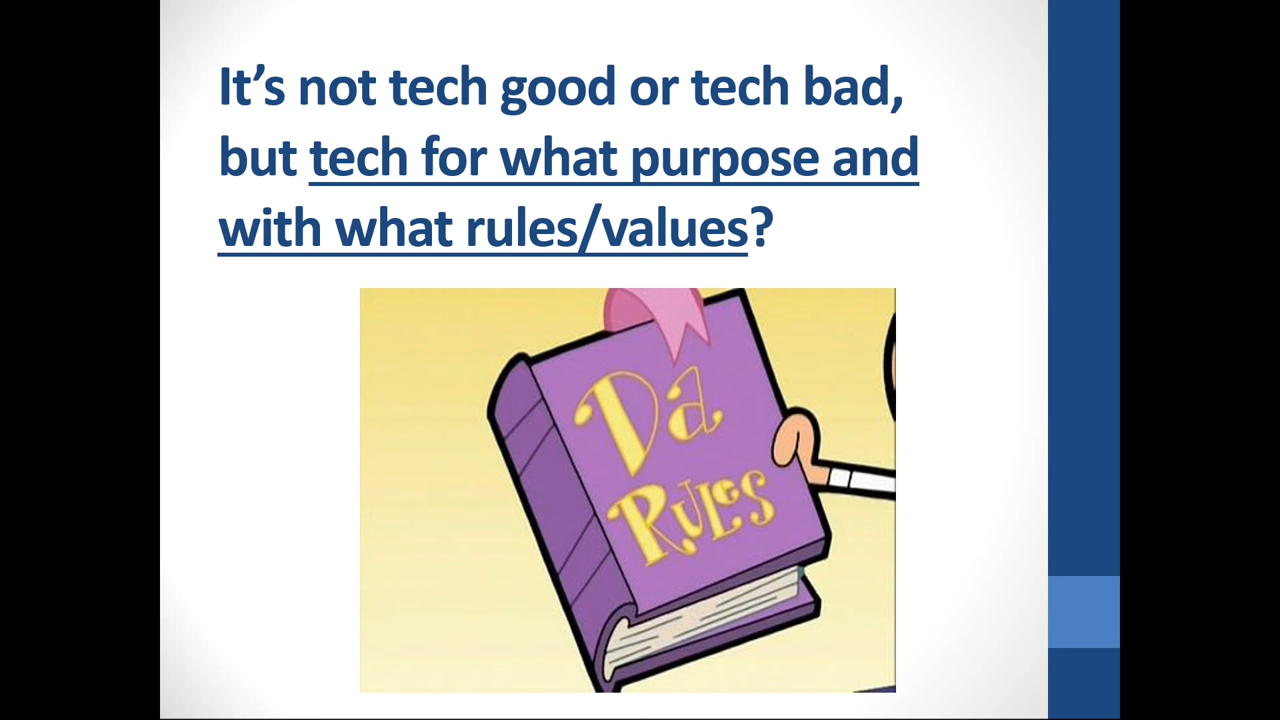 It’s not tech good or tech bad,
but tech for what purpose and
with what rules/values?
Da
Rules